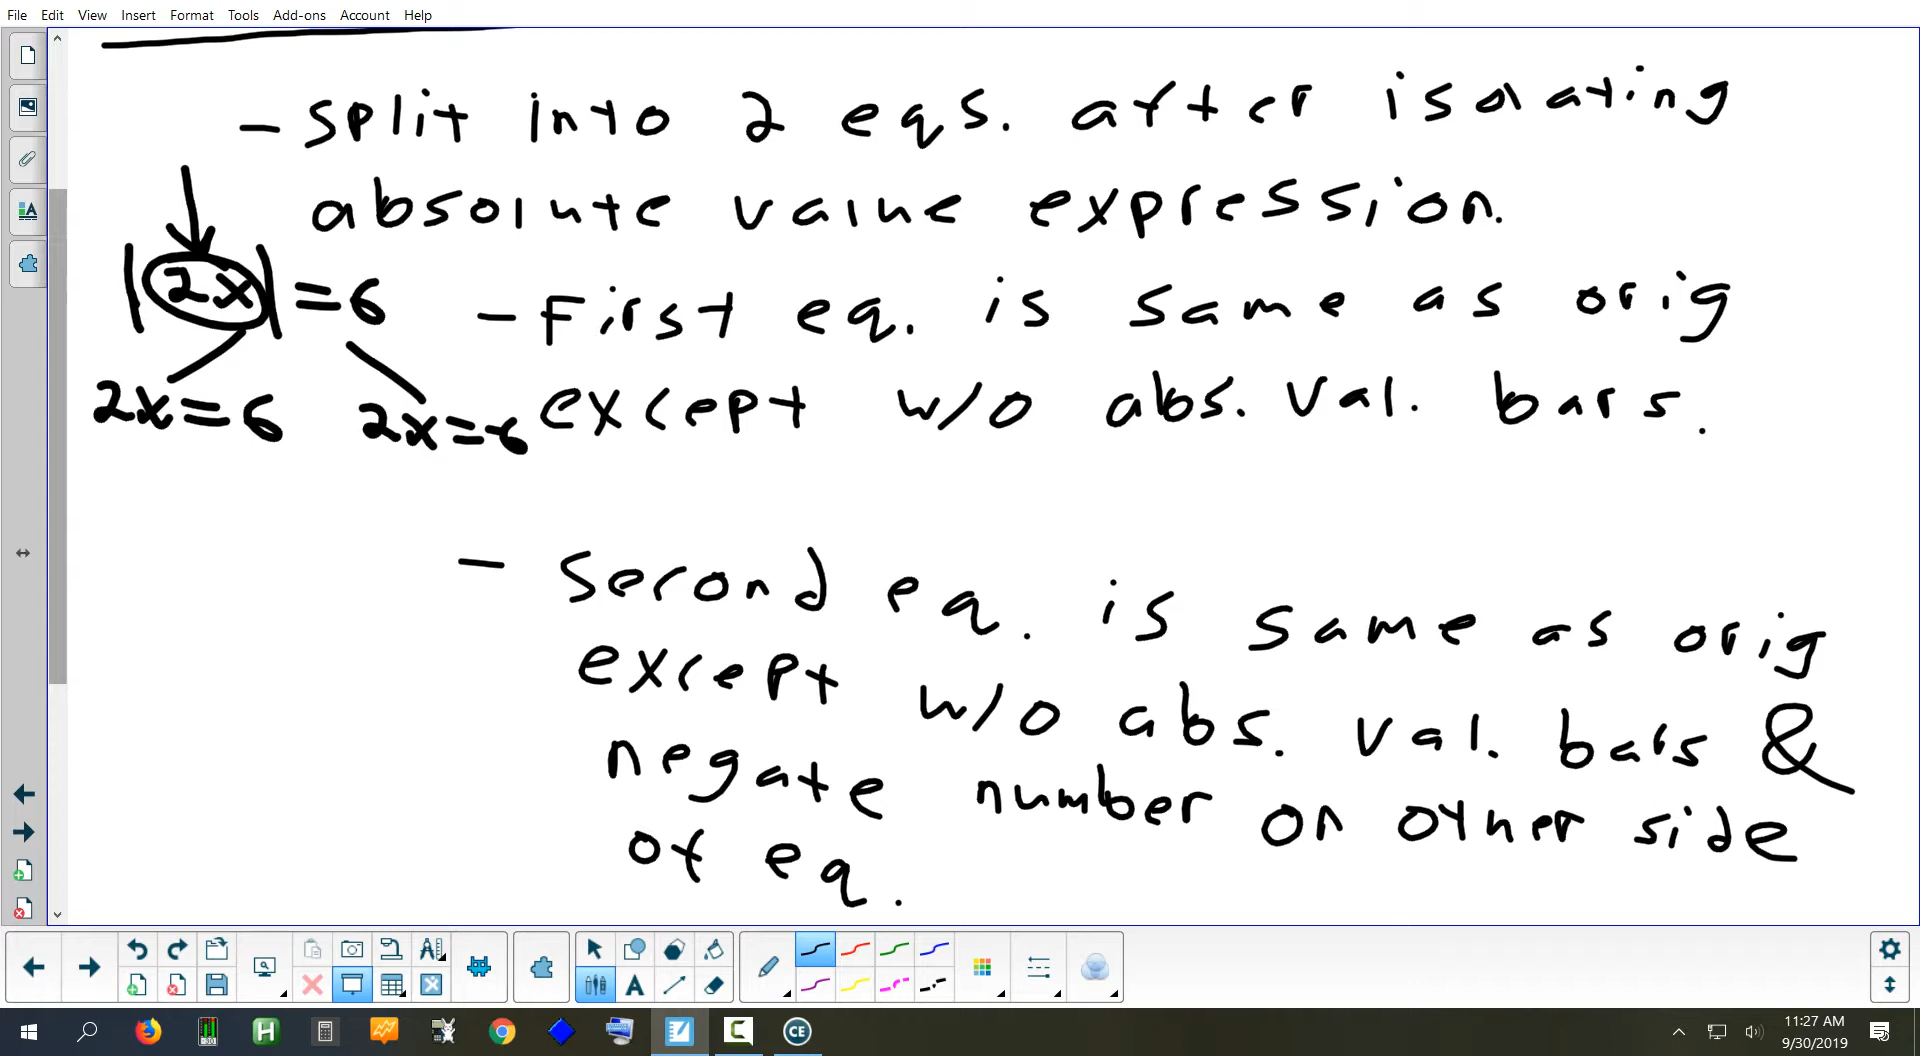 File Edit View Insert Format Tools Add-ons Account Help
- split into 2 eqs. after isolating
absolute value expression.
|2x| = 6
- First eq. is same as orig
2x = 6 2x = -6
except w/o abs. val. bars.
- Second eq. is same as orig
except w/o abs. val. bars &
negate number on other side
of eq.
A
11:27 AM
CE
9/30/2019